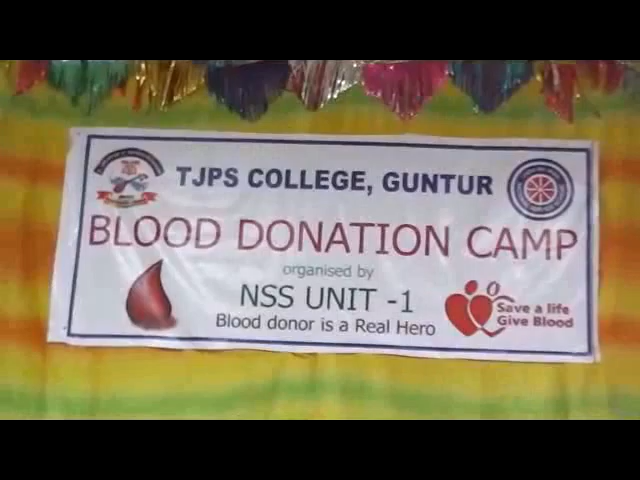 TJPS COLLEGE, GUNTUR
BLOOD DONATION CAMP
organised by
NSS UNIT -1
Blood donor is a Real Hero
Save a life
Give Blood